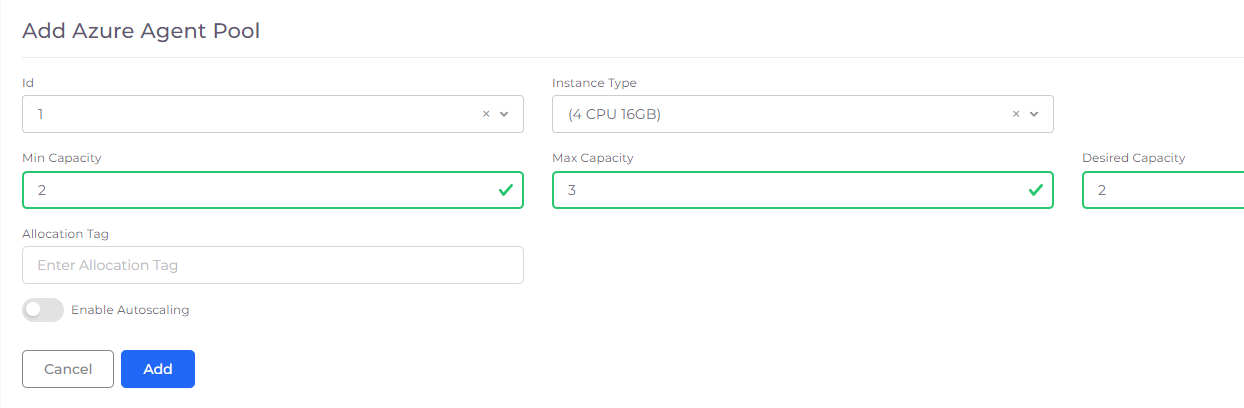 Add Azure Agent Pool
Id
Instance Type
1
(4 CPU 16GB)
Min Capacity
Max Capacity
Desired Capacity
2
3
2
Allocation Tag
Enter Allocation Tag
Enable Autoscaling
Cancel
Add